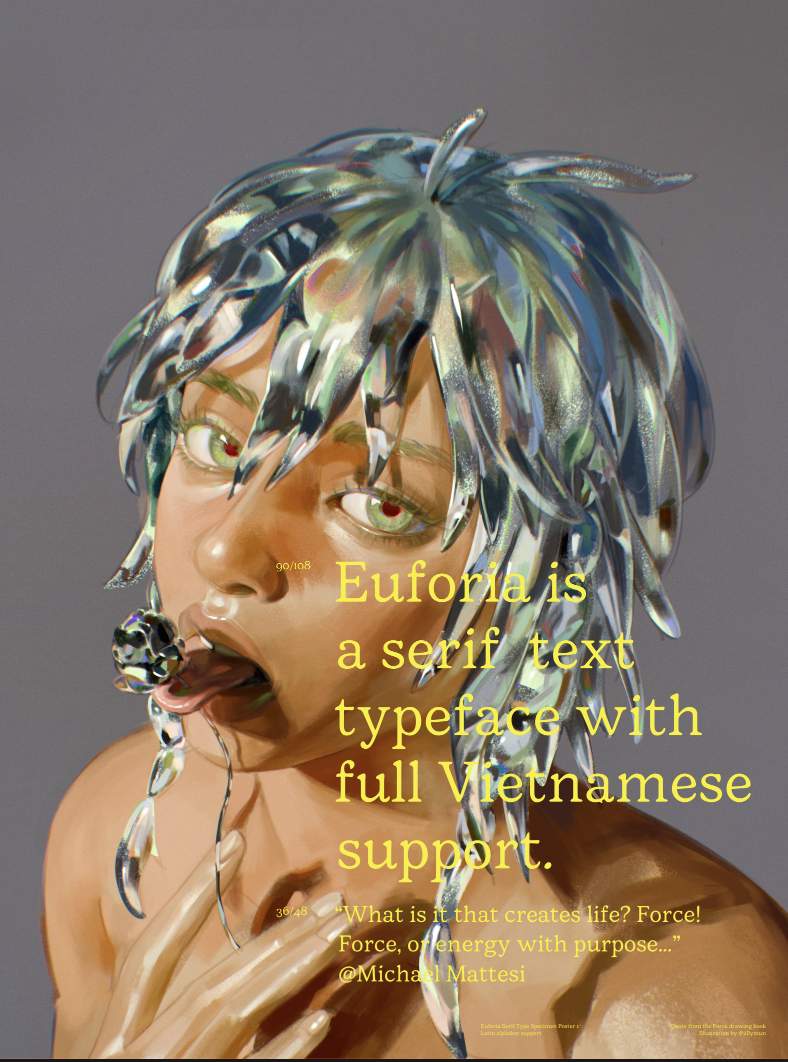 90/108
Euforia is
a serif text
typeface with
full Vietnamese
support.
36/48
“What is it that creates life? Force!
Force, or energy with purpose...”
@Michael Mattesi
Euforia Serif Type Specimen Poster 1
Latin alphabet support
Quote from the Force drawing book
Illustration by